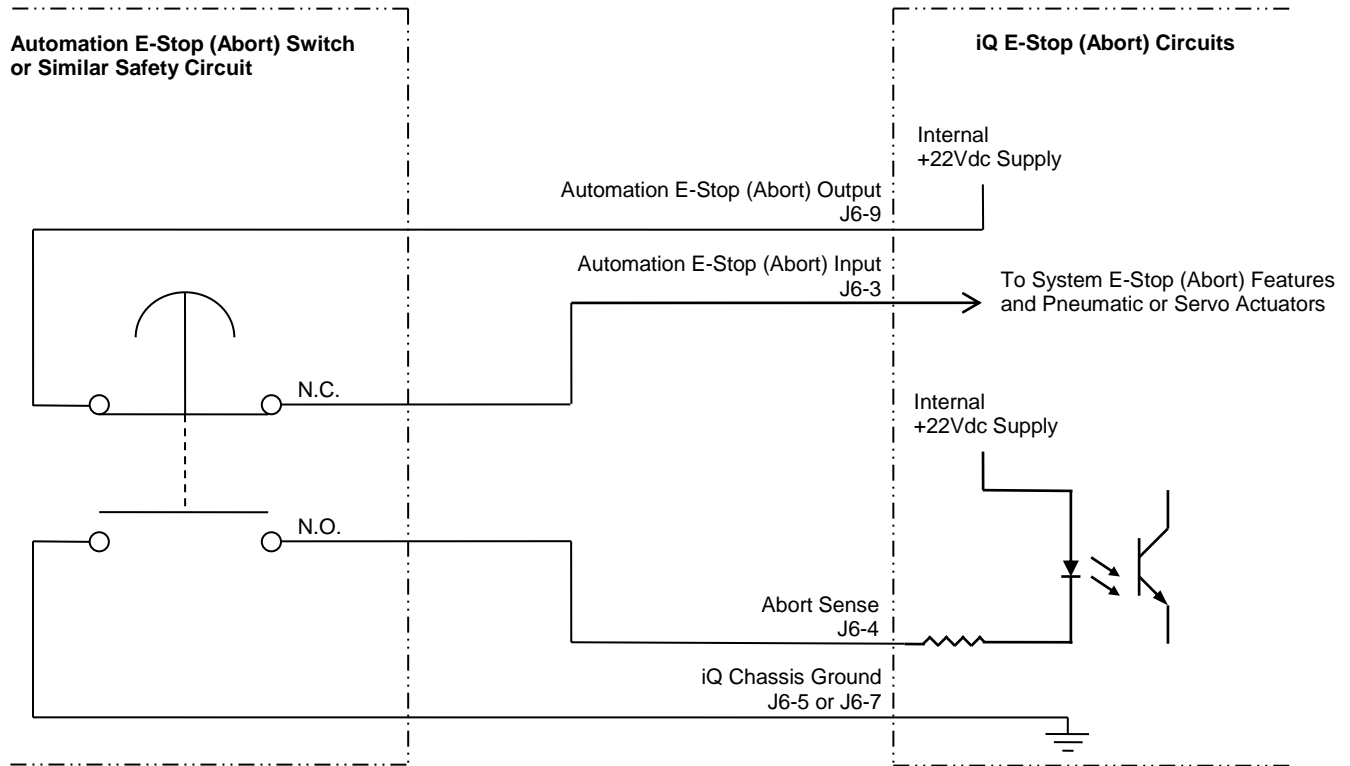 Automation E-Stop (Abort) Switch
or Similar Safety Circuit
iQ E-Stop (Abort) Circuits
Internal
+22Vdc Supply
Automation E-Stop (Abort) Output
J6-9
Automation E-Stop (Abort) Input
J6-3
To System E-Stop (Abort) Features
and Pneumatic or Servo Actuators
N.C.
Internal
+22Vdc Supply
N.O.
Abort Sense
J6-4
iQ Chassis Ground
J6-5 or J6-7